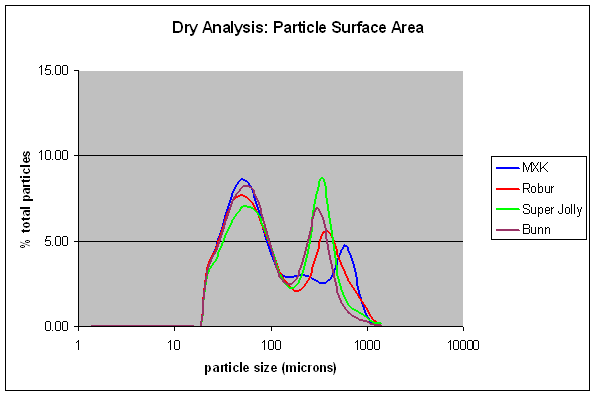 Dry Analysis: Particle Surface Area
15.00
10.00
5.00
0.00
% total particles
1
10
100
1000
10000
particle size (microns)
MXK
Robur
Super Jolly
Bunn